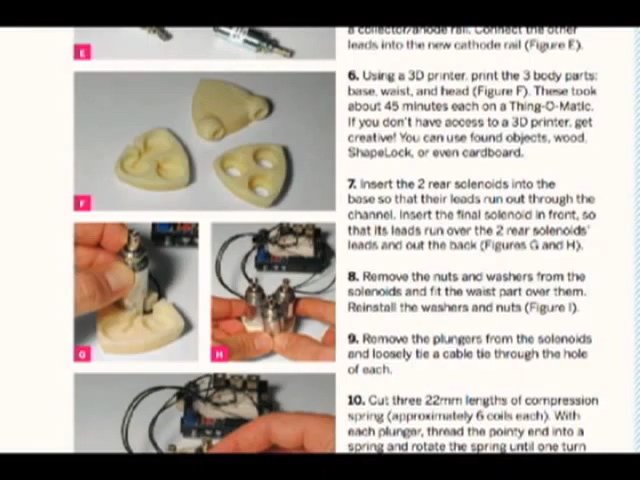 a collector/anode rail. Connect the other
leads into the new cathode rail (Figure E).
E
6. Using a 3D printer, print the 3 body parts:
base, waist, and head (Figure F). These took
about 45 minutes each on a Thing-O-Matic.
If you don't have access to a 3D printer, get
creative! You can use found objects, wood,
ShapeLock, or even cardboard.
F
7. Insert the 2 rear solenoids into the
base so that their leads run out through the
channel. Insert the final solenoid in front, so
that its leads run over the 2 rear solenoids'
leads and out the back (Figures G and H).
8. Remove the nuts and washers from the
solenoids and fit the waist part over them.
Reinstall the washers and nuts (Figure I).
G
H
9. Remove the plungers from the solenoids
and loosely tie a cable tie through the hole
of each.
10. Cut three 22mm lengths of compression
spring (approximately 6 coils each). With
each plunger, thread the pointy end into a
spring and rotate the spring until one turn